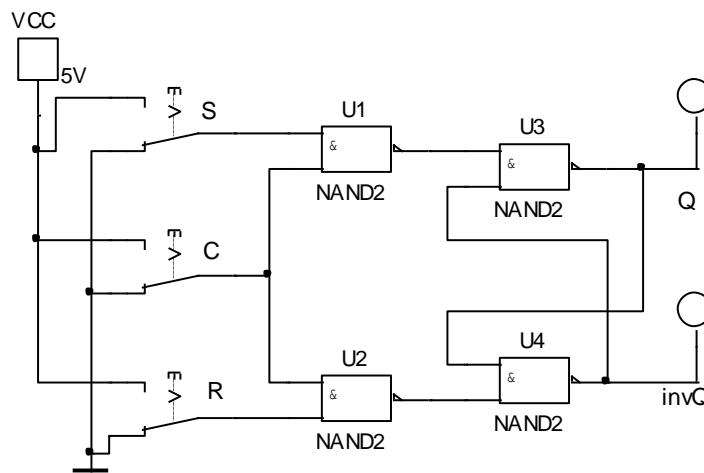 VCC
5V
S
U1
&
NAND2
U3
&
NAND2
Q
C
U2
&
NAND2
U4
&
NAND2
R
invQ